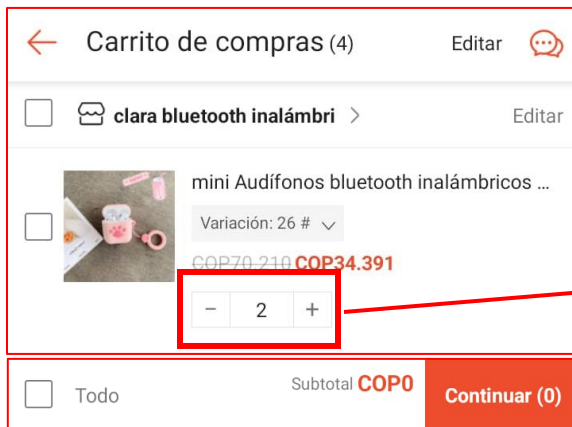 Carrito de compras (4) Editar
clara bluetooth inalámbri > Editar
mini Audífonos bluetooth inalámbricos ...
Variación: 26 #
COP70.210 COP34.391
- 2 +
Todo Subtotal COP0 Continuar (0)